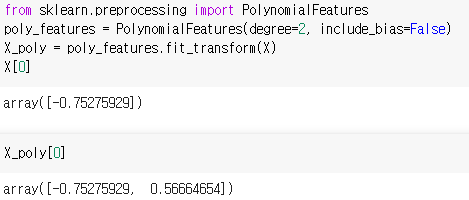 from sklearn.preprocessing import PolynomialFeatures
poly_features = PolynomialFeatures(degree=2, include_bias=False)
X_poly = poly_features.fit_transform(X)
X[0]
array([-0.75275929])
X_poly[0]
array([-0.75275929,  0.56664654])